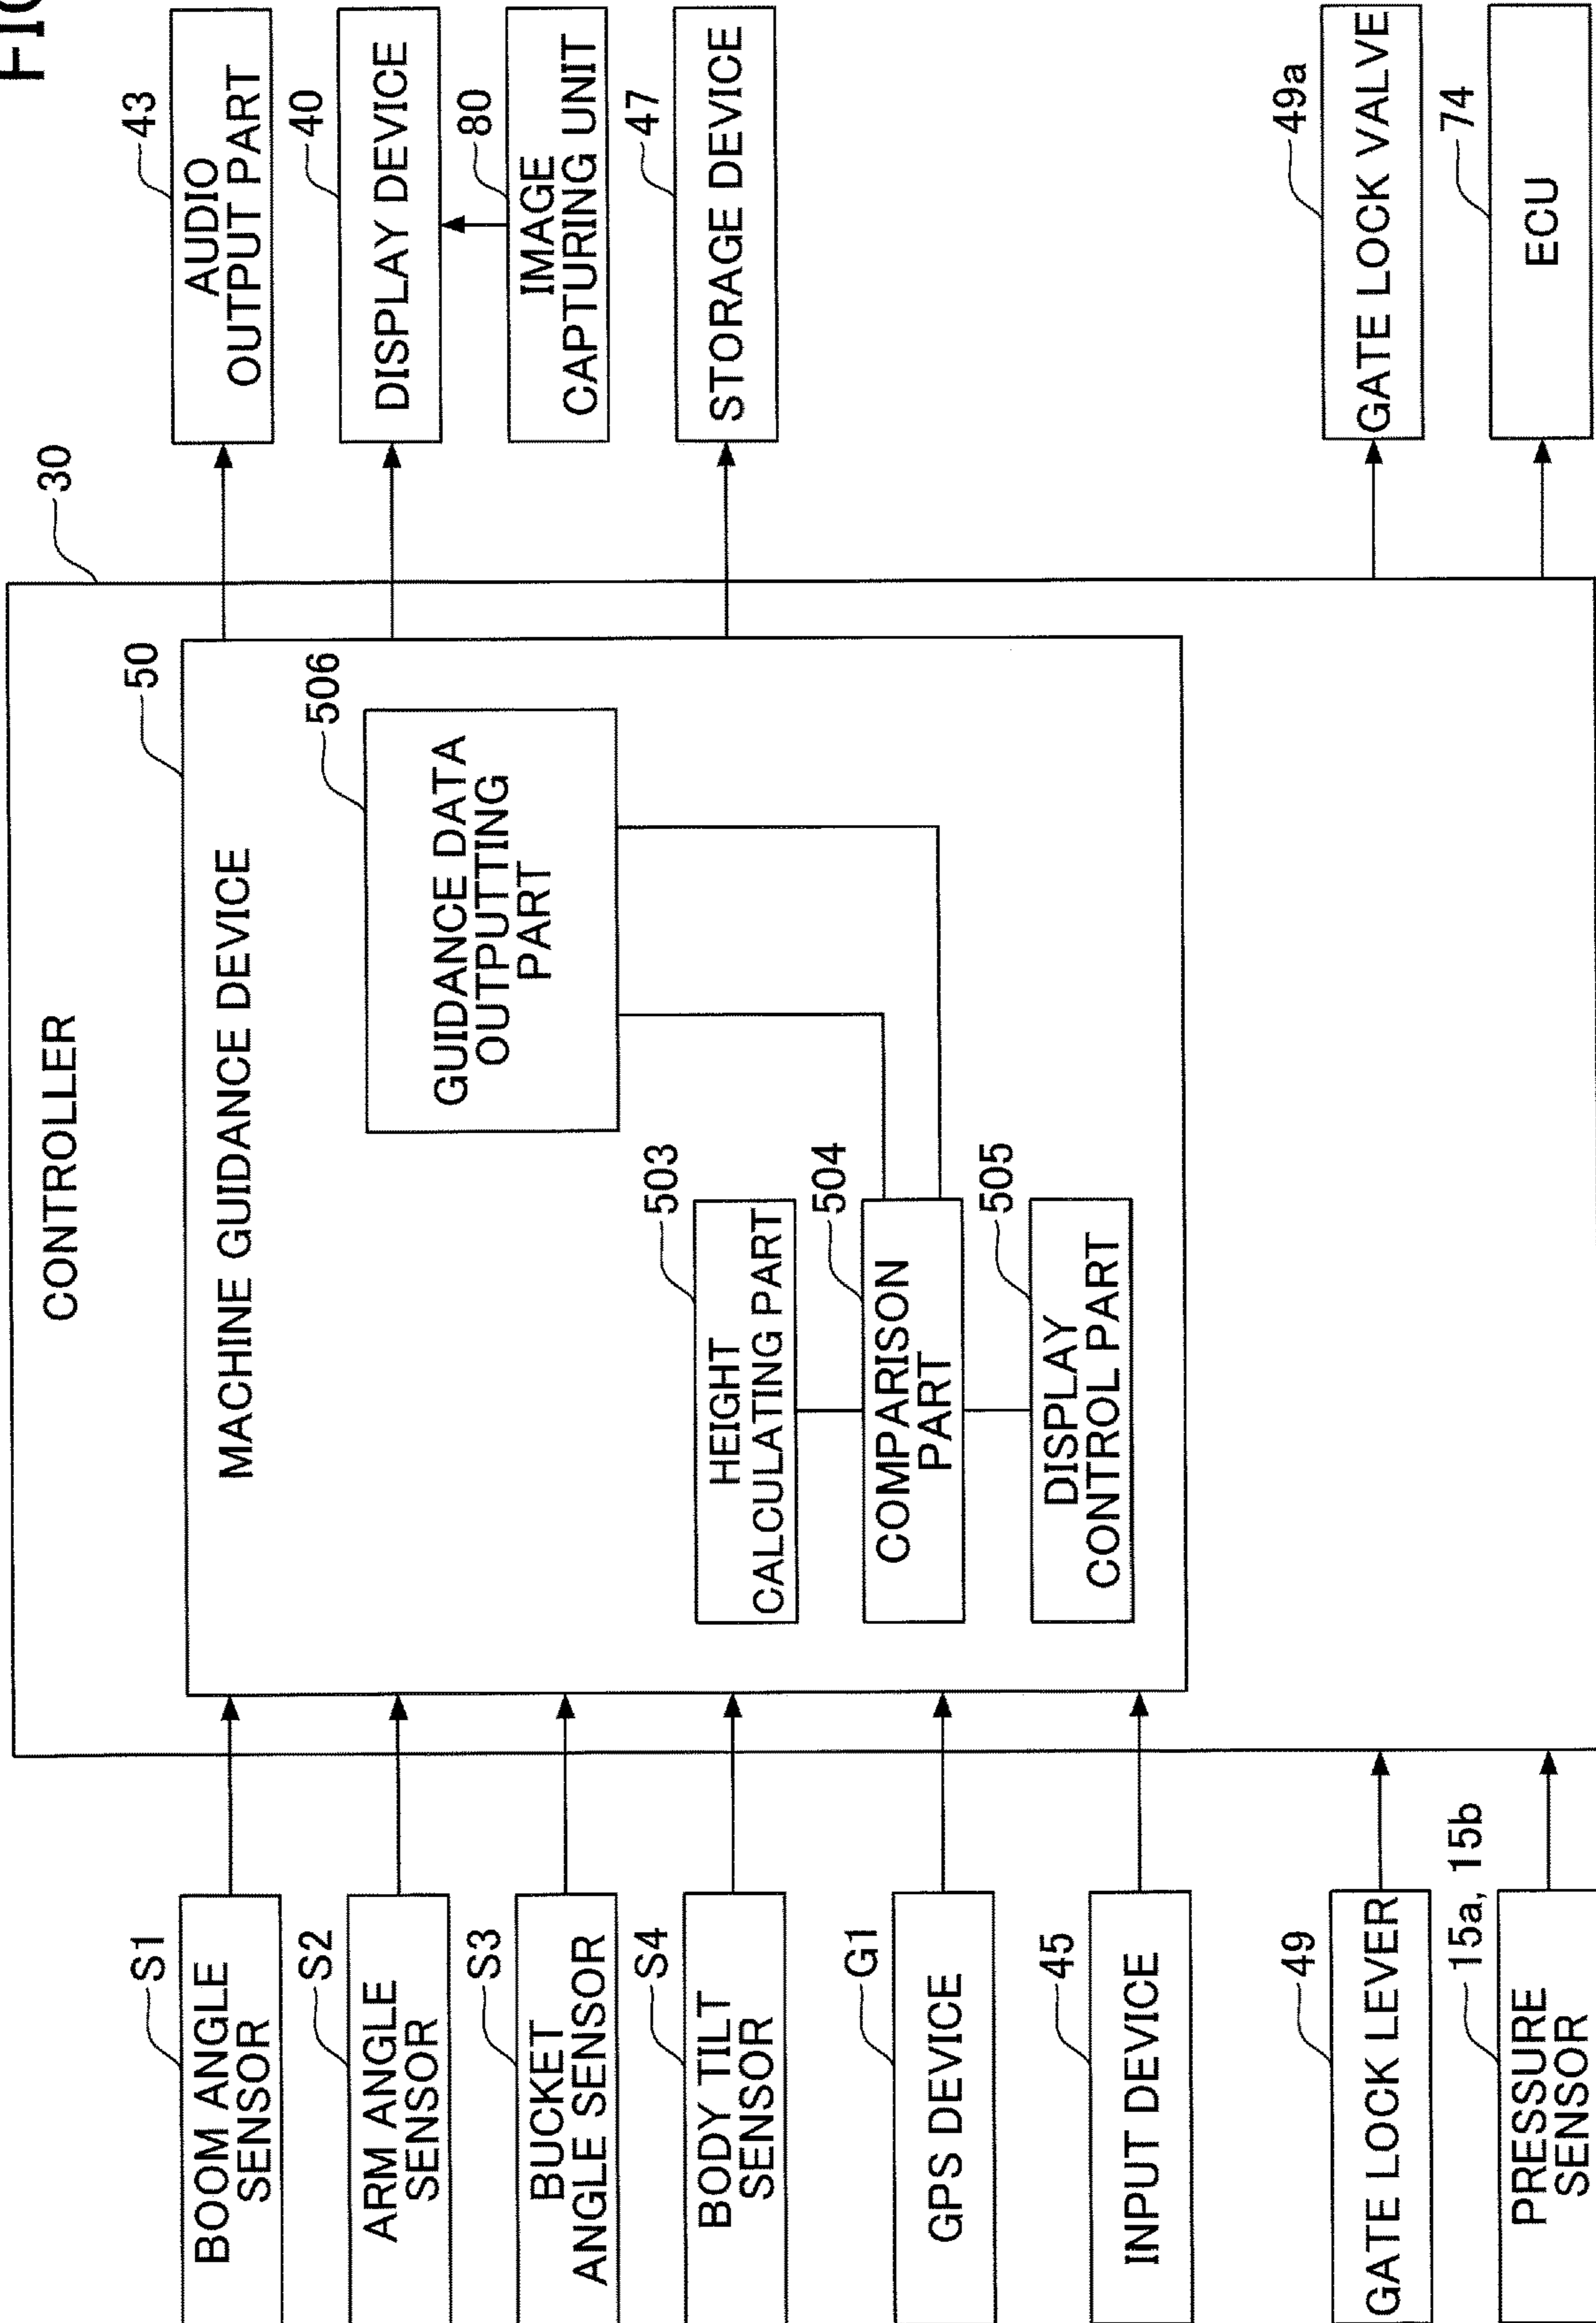 FIG
CONTROLLER
30
MACHINE GUIDANCE DEVICE
50
BOOM ANGLE
SENSOR
S1
ARM ANGLE
SENSOR
S2
BUCKET
ANGLE SENSOR
S3
BODY TILT
SENSOR
S4
GPS DEVICE
G1
INPUT DEVICE
45
GATE LOCK LEVER
49
PRESSURE
SENSOR
15a, 15b
HEIGHT
CALCULATING PART
503
COMPARISON
PART
504
DISPLAY
CONTROL PART
505
GUIDANCE DATA
OUTPUTTING
PART
506
AUDIO
OUTPUT PART
43
DISPLAY DEVICE
40
IMAGE
CAPTURING UNIT
80
STORAGE DEVICE
47
GATE LOCK VALVE
49a
ECU
74